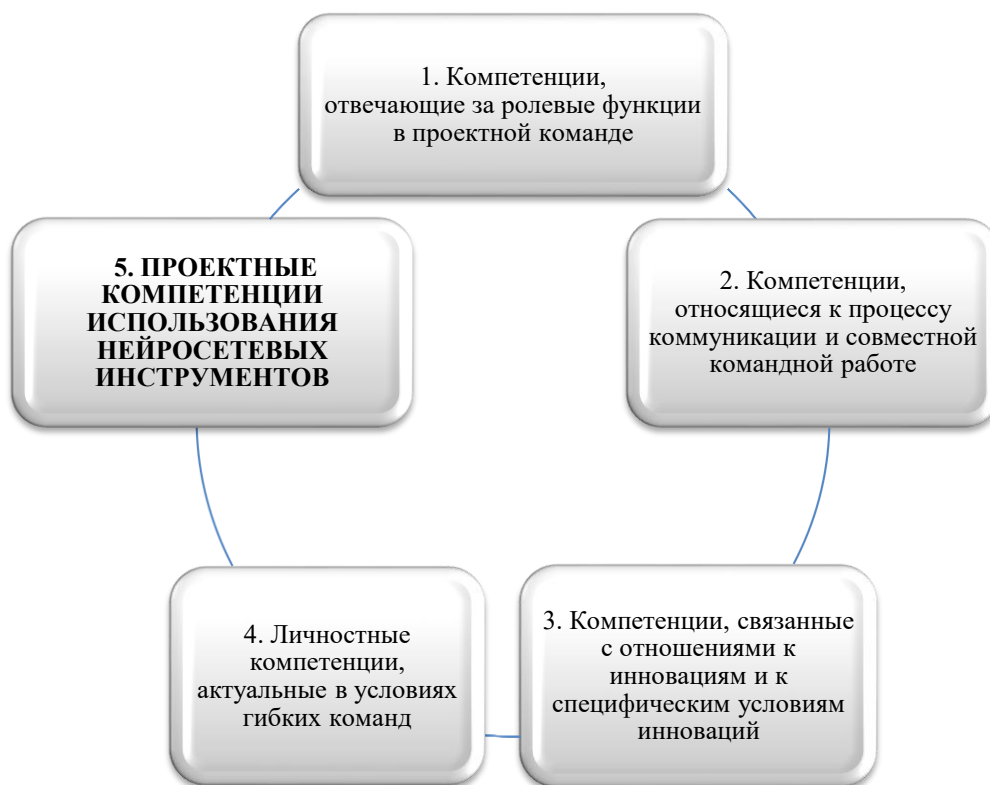 1. Компетенции,
отвечающие за ролевые функции
в проектной команде
2. Компетенции,
относящиеся к процессу
коммуникации и совместной
командной работе
3. Компетенции, связанные
с отношениями к
инновациям и к
специфическим условиям
инноваций
4. Личностные
компетенции,
актуальные в условиях
гибких команд
5. ПРОЕКТНЫЕ
КОМПЕТЕНЦИИ
ИСПОЛЬЗОВАНИЯ
НЕЙРОСЕТЕВЫХ
ИНСТРУМЕНТОВ